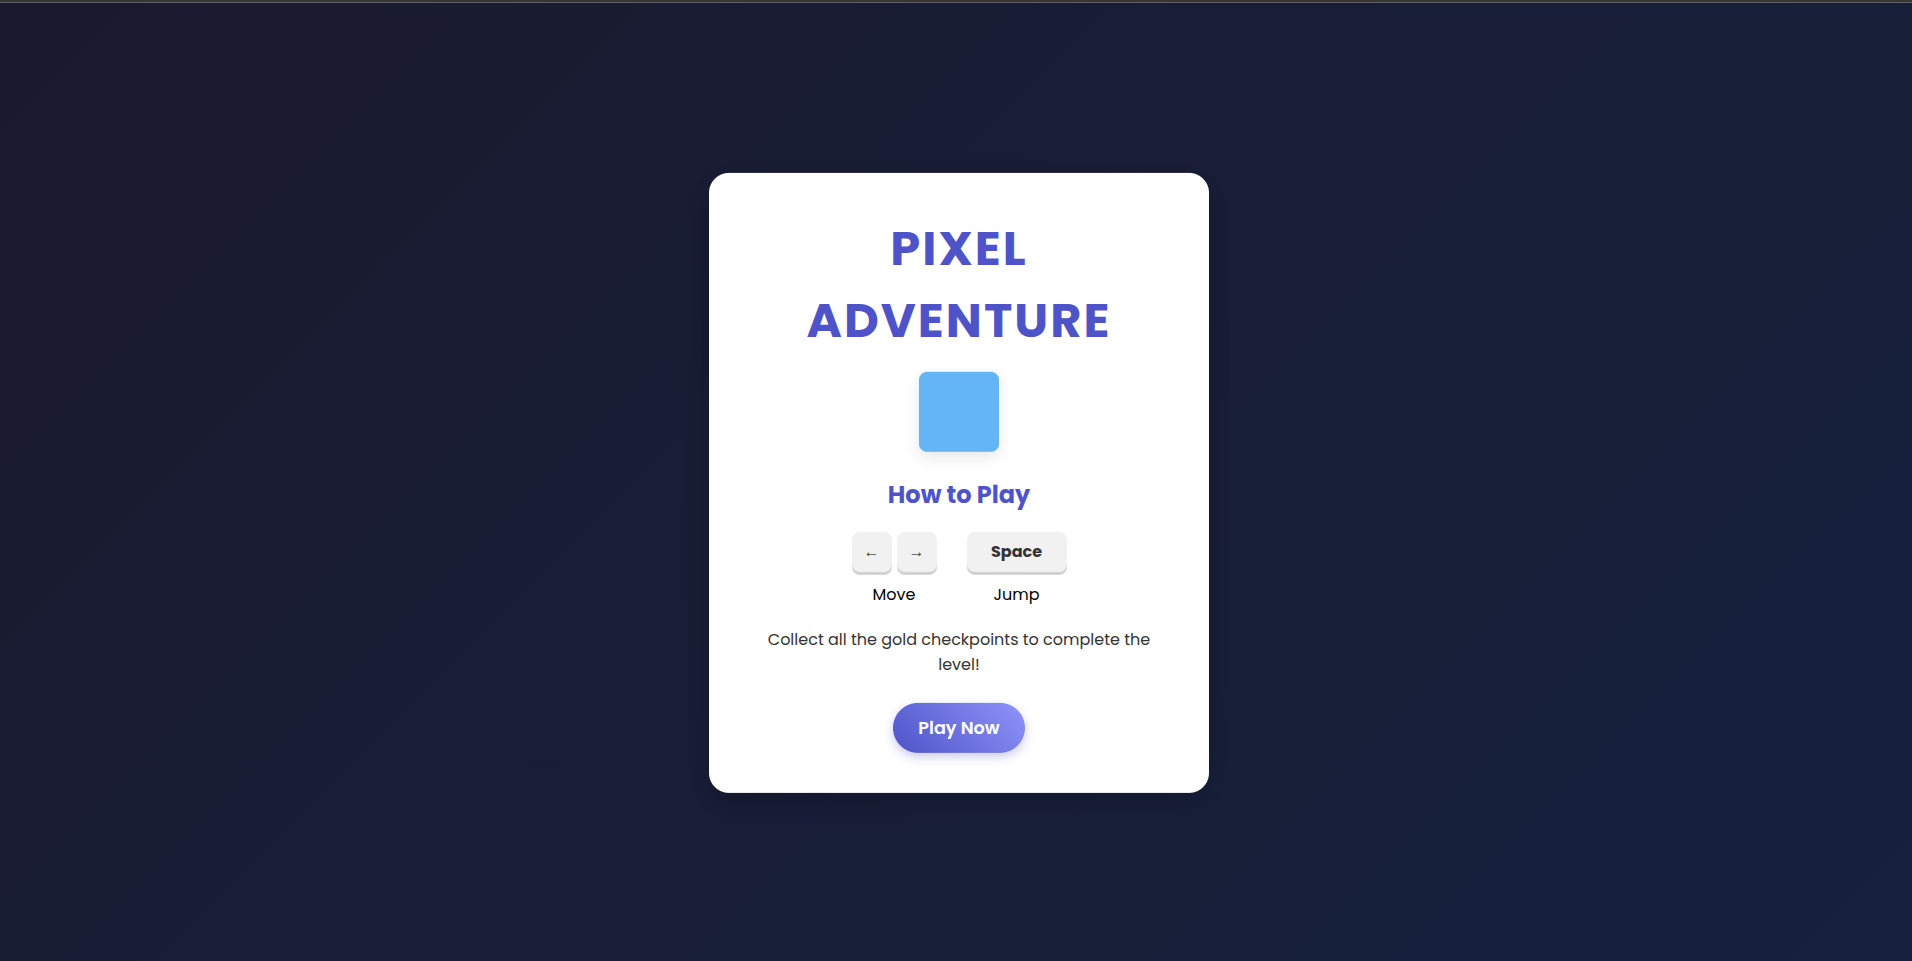 PIXEL
ADVENTURE
How to Play
← → Space
Move Jump
Collect all the gold checkpoints to complete the
level!
Play Now